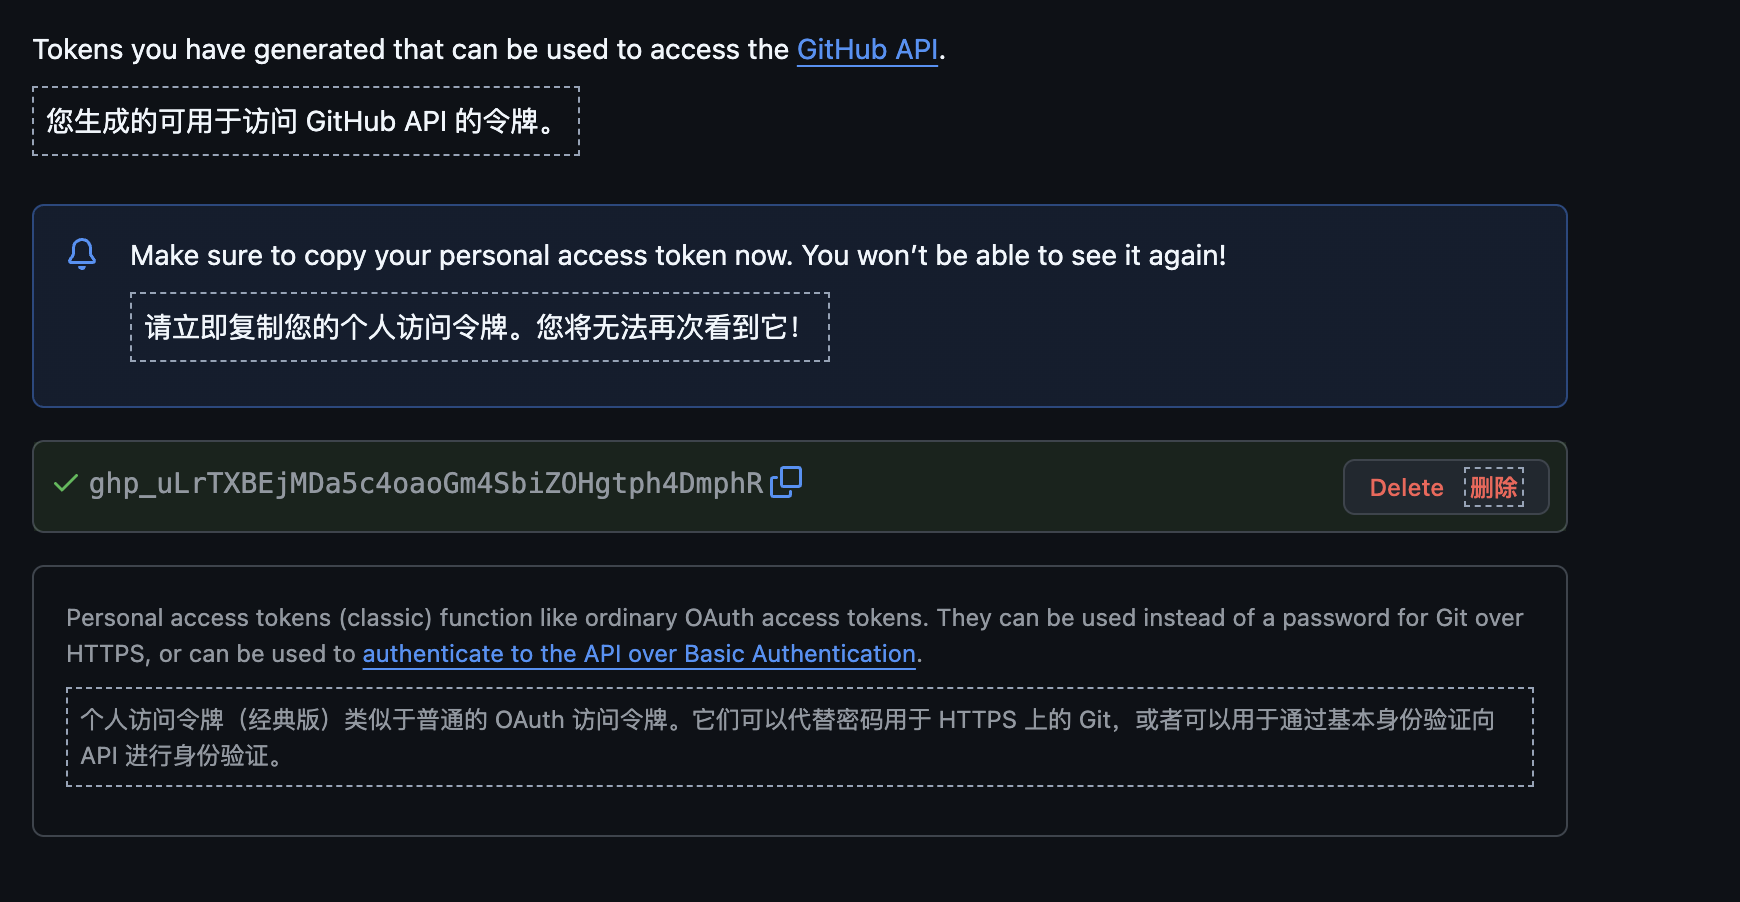 Tokens you have generated that can be used to access the GitHub API.
您生成的可用于访问 GitHub API 的令牌。
Make sure to copy your personal access token now. You won’t be able to see it again!
请立即复制您的个人访问令牌。您将无法再次看到它！
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
Delete 删除
Personal access tokens (classic) function like ordinary OAuth access tokens. They can be used instead of a password for Git over
HTTPS, or can be used to authenticate to the API over Basic Authentication.
个人访问令牌（经典版）类似于普通的 OAuth 访问令牌。它们可以代替密码用于 HTTPS 上的 Git，或者可以用于通过基本身份验证向
API 进行身份验证。